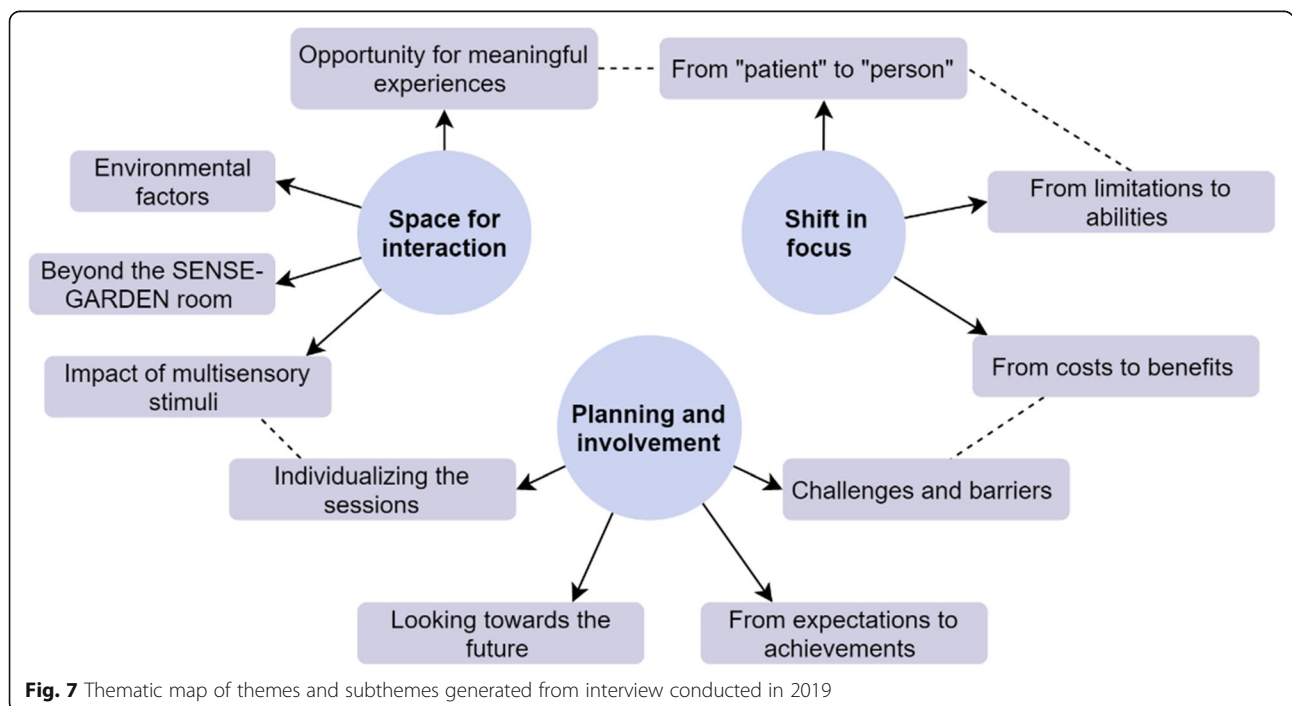 Opportunity for meaningful
experiences
From "patient" to "person"
Environmental
factors
Space for
interaction
Shift in
focus
From limitations to
abilities
Beyond the SENSE-
GARDEN room
Impact of multisensory
stimuli
From costs to benefits
Planning and
involvement
Individualizing the
sessions
Challenges and barriers
Looking towards the
future
From expectations to
achievements
Fig. 7 Thematic map of themes and subthemes generated from interview conducted in 2019